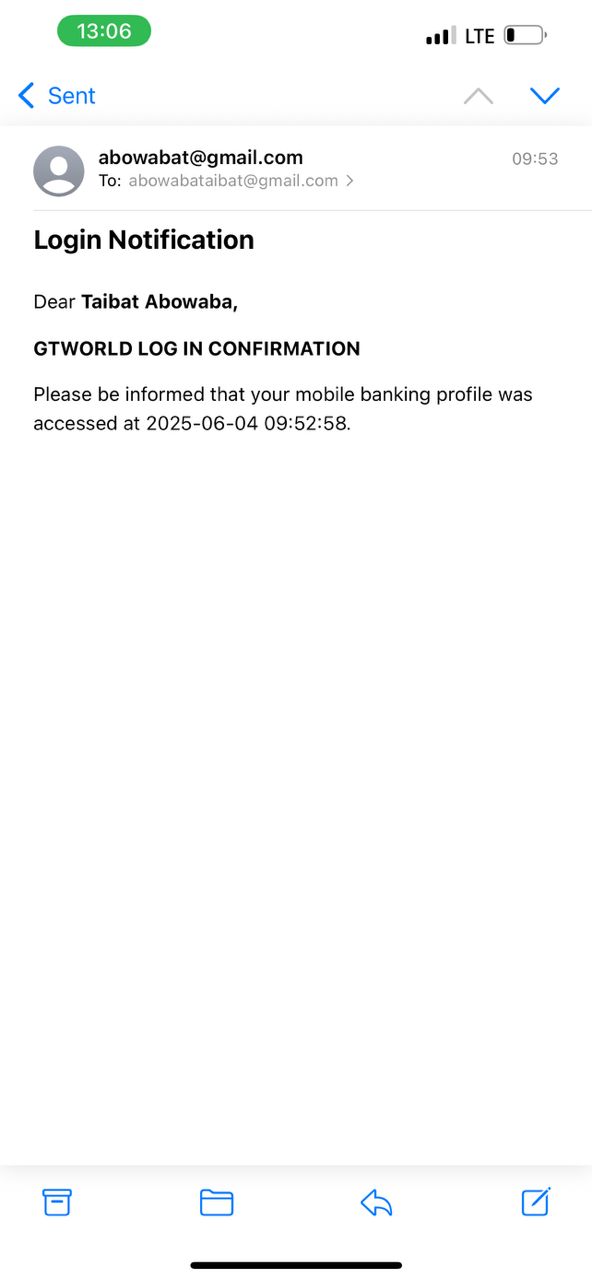 13:06
LTE
Sent
abowabat@gmail.com
09:53
To: abowabataibat@gmail.com
Login Notification
Dear Taibat Abowaba,
GTWORLD LOG IN CONFIRMATION
Please be informed that your mobile banking profile was
accessed at 2025-06-04 09:52:58.